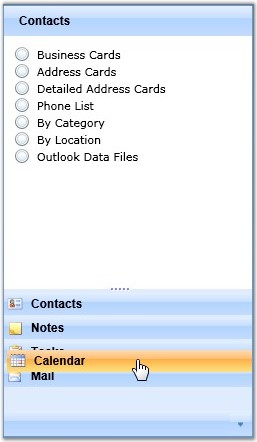 Contacts
Business Cards
Address Cards
Detailed Address Cards
Phone List
By Category
By Location
Outlook Data Files
Contacts
Notes
Tasks
Calendar
Mail